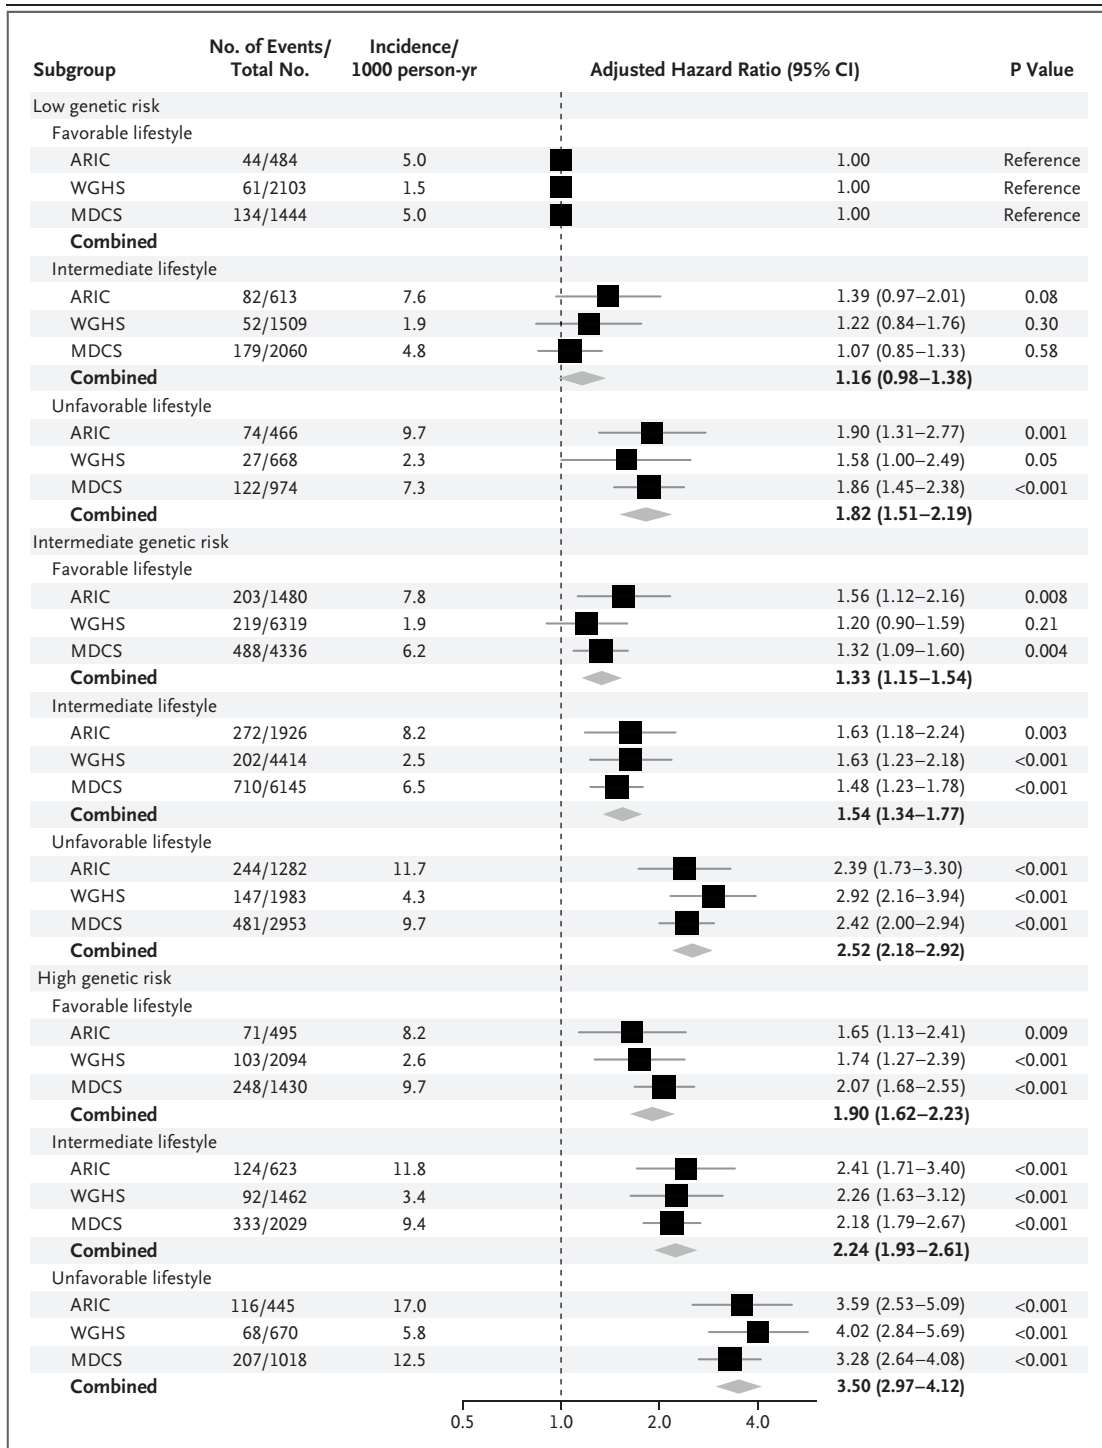 No. of Events/ Incidence/
Subgroup Total No. 1000 person-yr Adjusted Hazard Ratio (95% CI) P Value
Low genetic risk
Favorable lifestyle
ARIC 44/484 5.0 1.00 Reference
WGHS 61/2103 1.5 1.00 Reference
MDCS 134/1444 5.0 1.00 Reference
Combined
Intermediate lifestyle
ARIC 82/613 7.6 1.39 (0.97–2.01) 0.08
WGHS 52/1509 1.9 1.22 (0.84–1.76) 0.30
MDCS 179/2060 4.8 1.07 (0.85–1.33) 0.58
Combined 1.16 (0.98–1.38)
Unfavorable lifestyle
ARIC 74/466 9.7 1.90 (1.31–2.77) 0.001
WGHS 27/668 2.3 1.58 (1.00–2.49) 0.05
MDCS 122/974 7.3 1.86 (1.45–2.38) <0.001
Combined 1.82 (1.51–2.19)
Intermediate genetic risk
Favorable lifestyle
ARIC 203/1480 7.8 1.56 (1.12–2.16) 0.008
WGHS 219/6319 1.9 1.20 (0.90–1.59) 0.21
MDCS 488/4336 6.2 1.32 (1.09–1.60) 0.004
Combined 1.33 (1.15–1.54)
Intermediate lifestyle
ARIC 272/1926 8.2 1.63 (1.18–2.24) 0.003
WGHS 202/4414 2.5 1.63 (1.23–2.18) <0.001
MDCS 710/6145 6.5 1.48 (1.23–1.78) <0.001
Combined 1.54 (1.34–1.77)
Unfavorable lifestyle
ARIC 244/1282 11.7 2.39 (1.73–3.30) <0.001
WGHS 147/1983 4.3 2.92 (2.16–3.94) <0.001
MDCS 481/2953 9.7 2.42 (2.00–2.94) <0.001
Combined 2.52 (2.18–2.92)
High genetic risk
Favorable lifestyle
ARIC 71/495 8.2 1.65 (1.13–2.41) 0.009
WGHS 103/2094 2.6 1.74 (1.27–2.39) <0.001
MDCS 248/1430 9.7 2.07 (1.68–2.55) <0.001
Combined 1.90 (1.62–2.23)
Intermediate lifestyle
ARIC 124/623 11.8 2.41 (1.71–3.40) <0.001
WGHS 92/1462 3.4 2.26 (1.63–3.12) <0.001
MDCS 333/2029 9.4 2.18 (1.79–2.67) <0.001
Combined 2.24 (1.93–2.61)
Unfavorable lifestyle
ARIC 116/445 17.0 3.59 (2.53–5.09) <0.001
WGHS 68/670 5.8 4.02 (2.84–5.69) <0.001
MDCS 207/1018 12.5 3.28 (2.64–4.08) <0.001
Combined 3.50 (2.97–4.12)
0.5 1.0 2.0 4.0